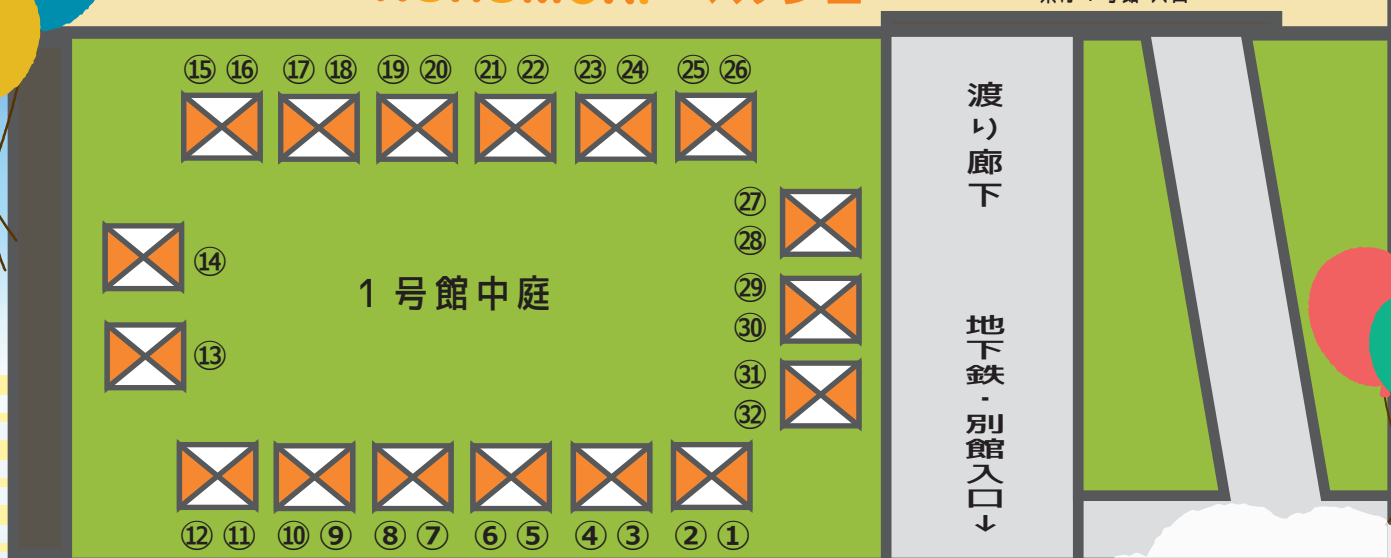 ⑮ ⑯ ⑰ ⑱ ⑲ ⑳ ㉑ ㉒ ㉓ ㉔ ㉕ ㉖
㉗
㉘
⑭
1号館中庭
㉙
㉚
⑬
㉛
㉜
⑫ ⑪ ⑩ ⑨ ⑧ ⑦ ⑥ ⑤ ④ ③ ② ①
渡り廊下
地下鉄・別館入口↓